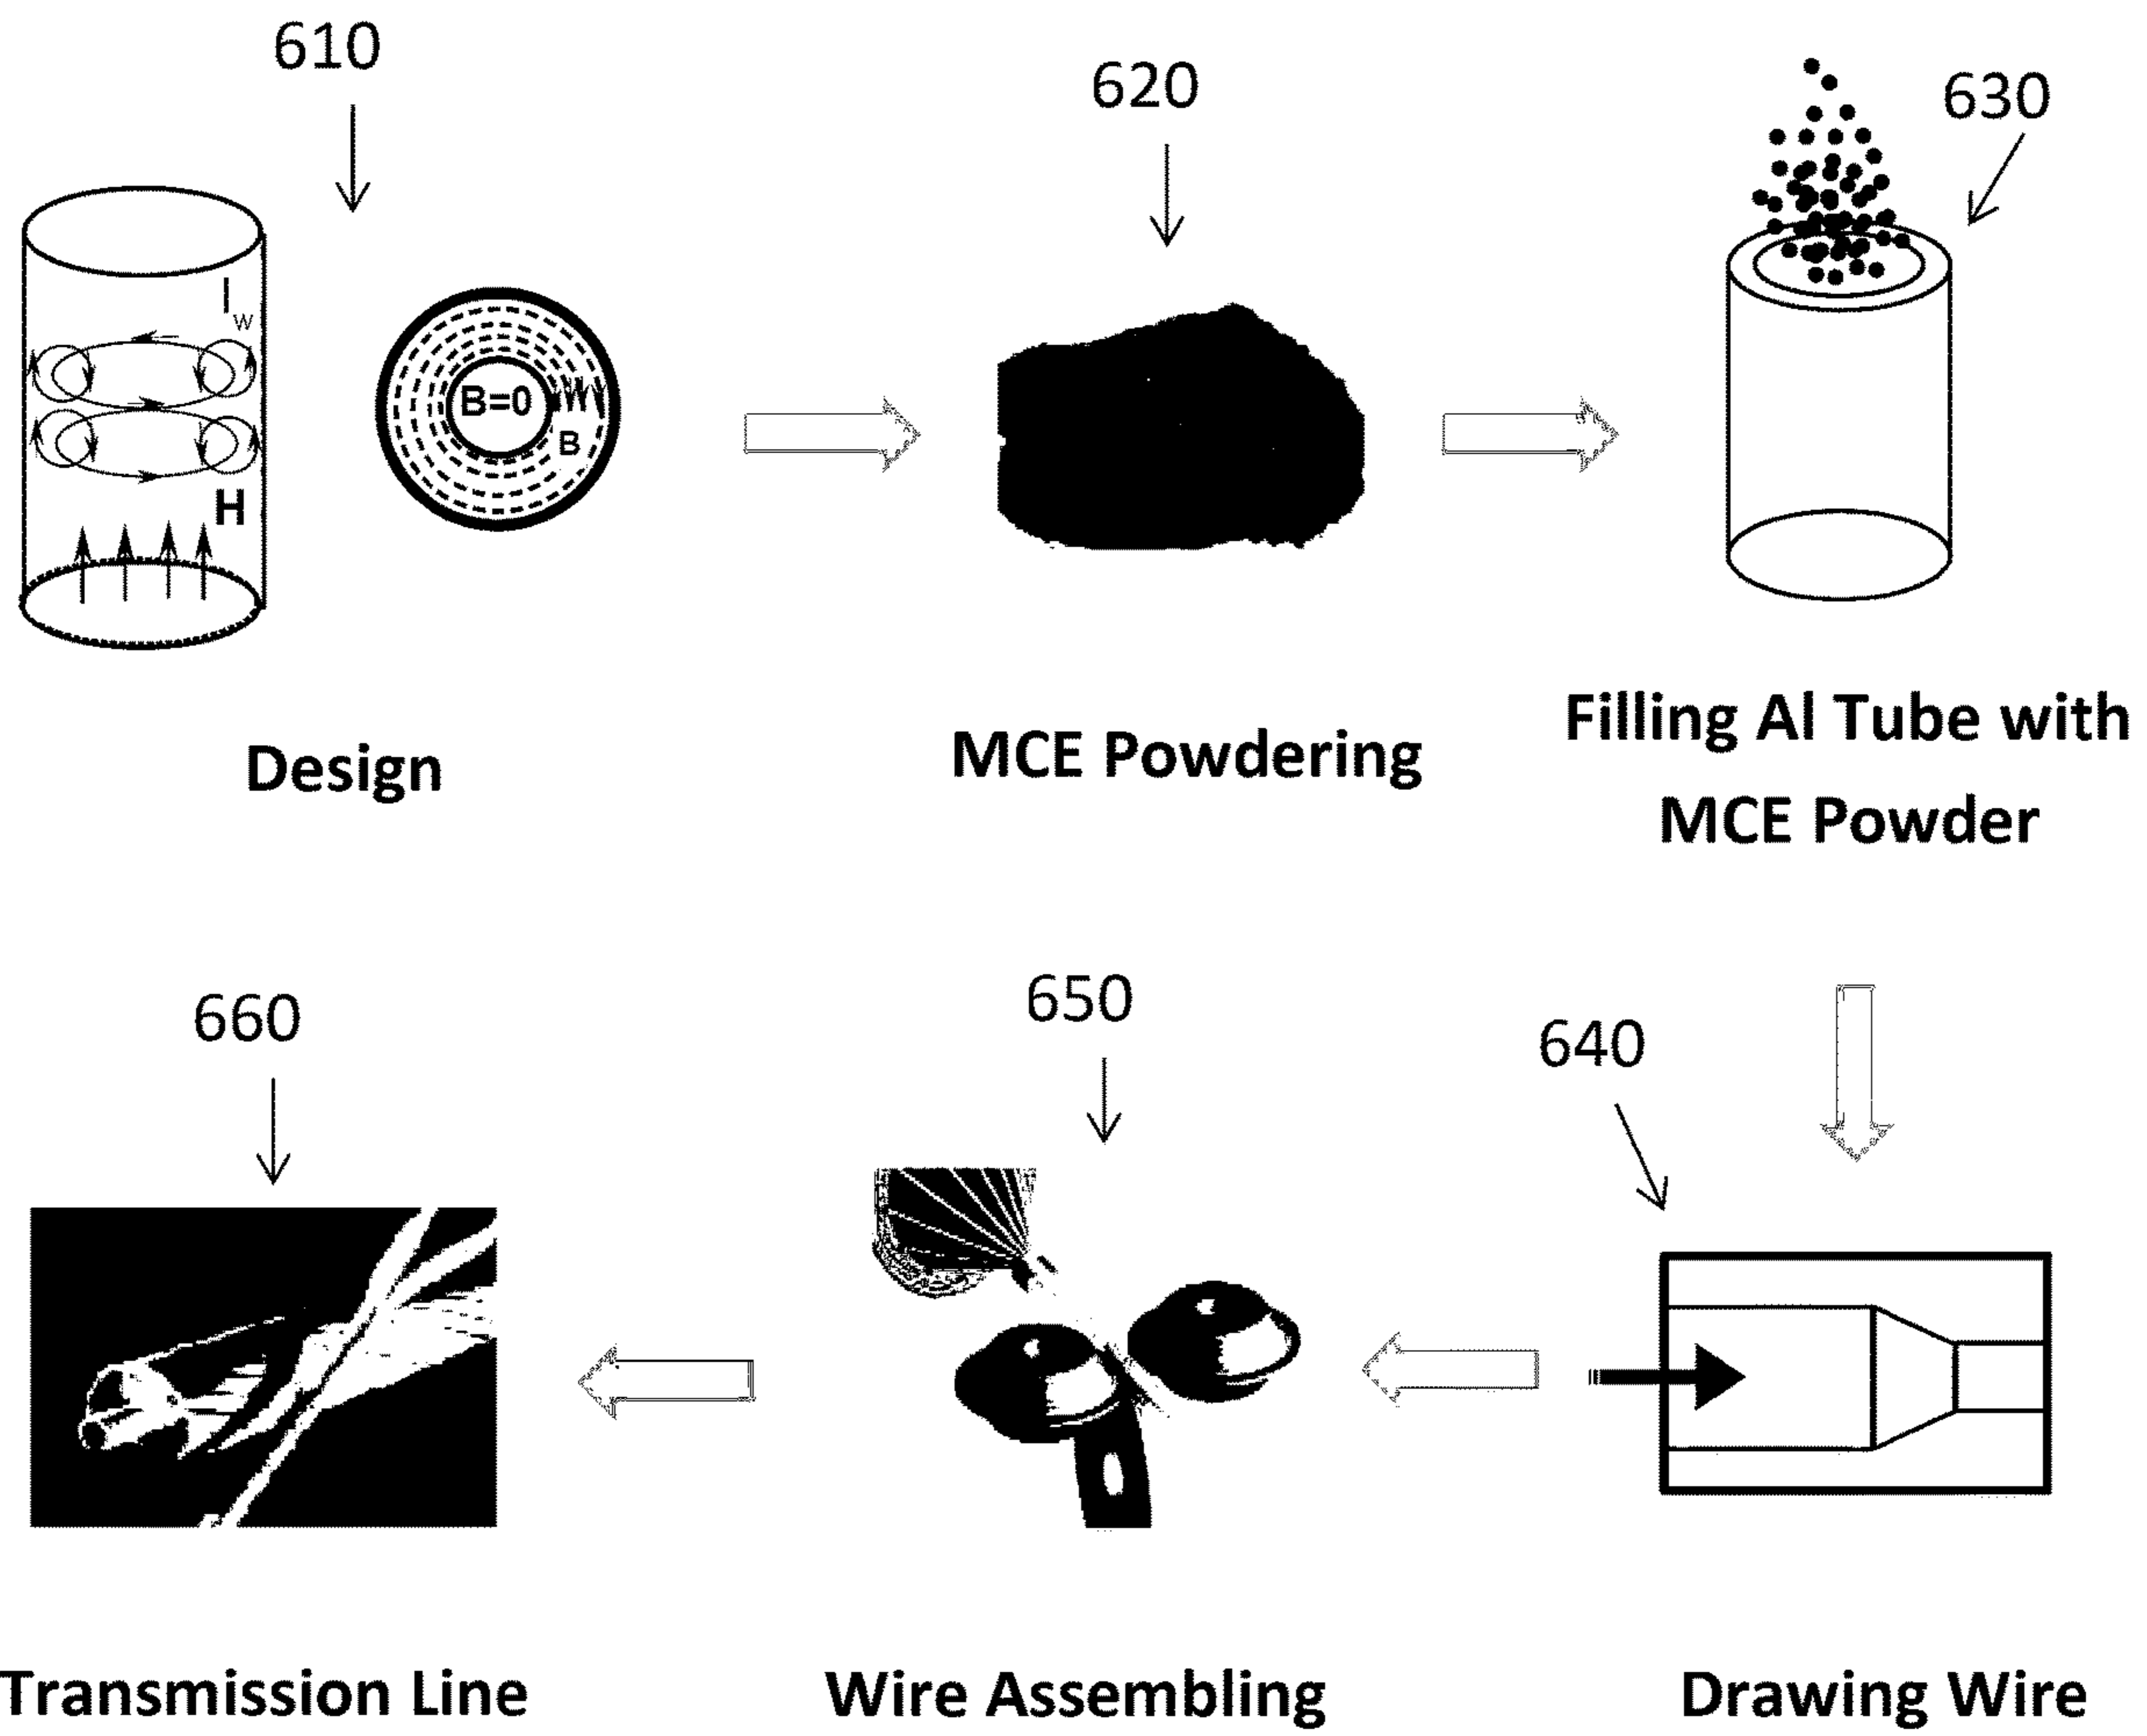 610
620
630
I
w
B=0
B
H
Design
MCE Powdering
Filling Al Tube with
MCE Powder
660
650
640
Transmission Line
Wire Assembling
Drawing Wire